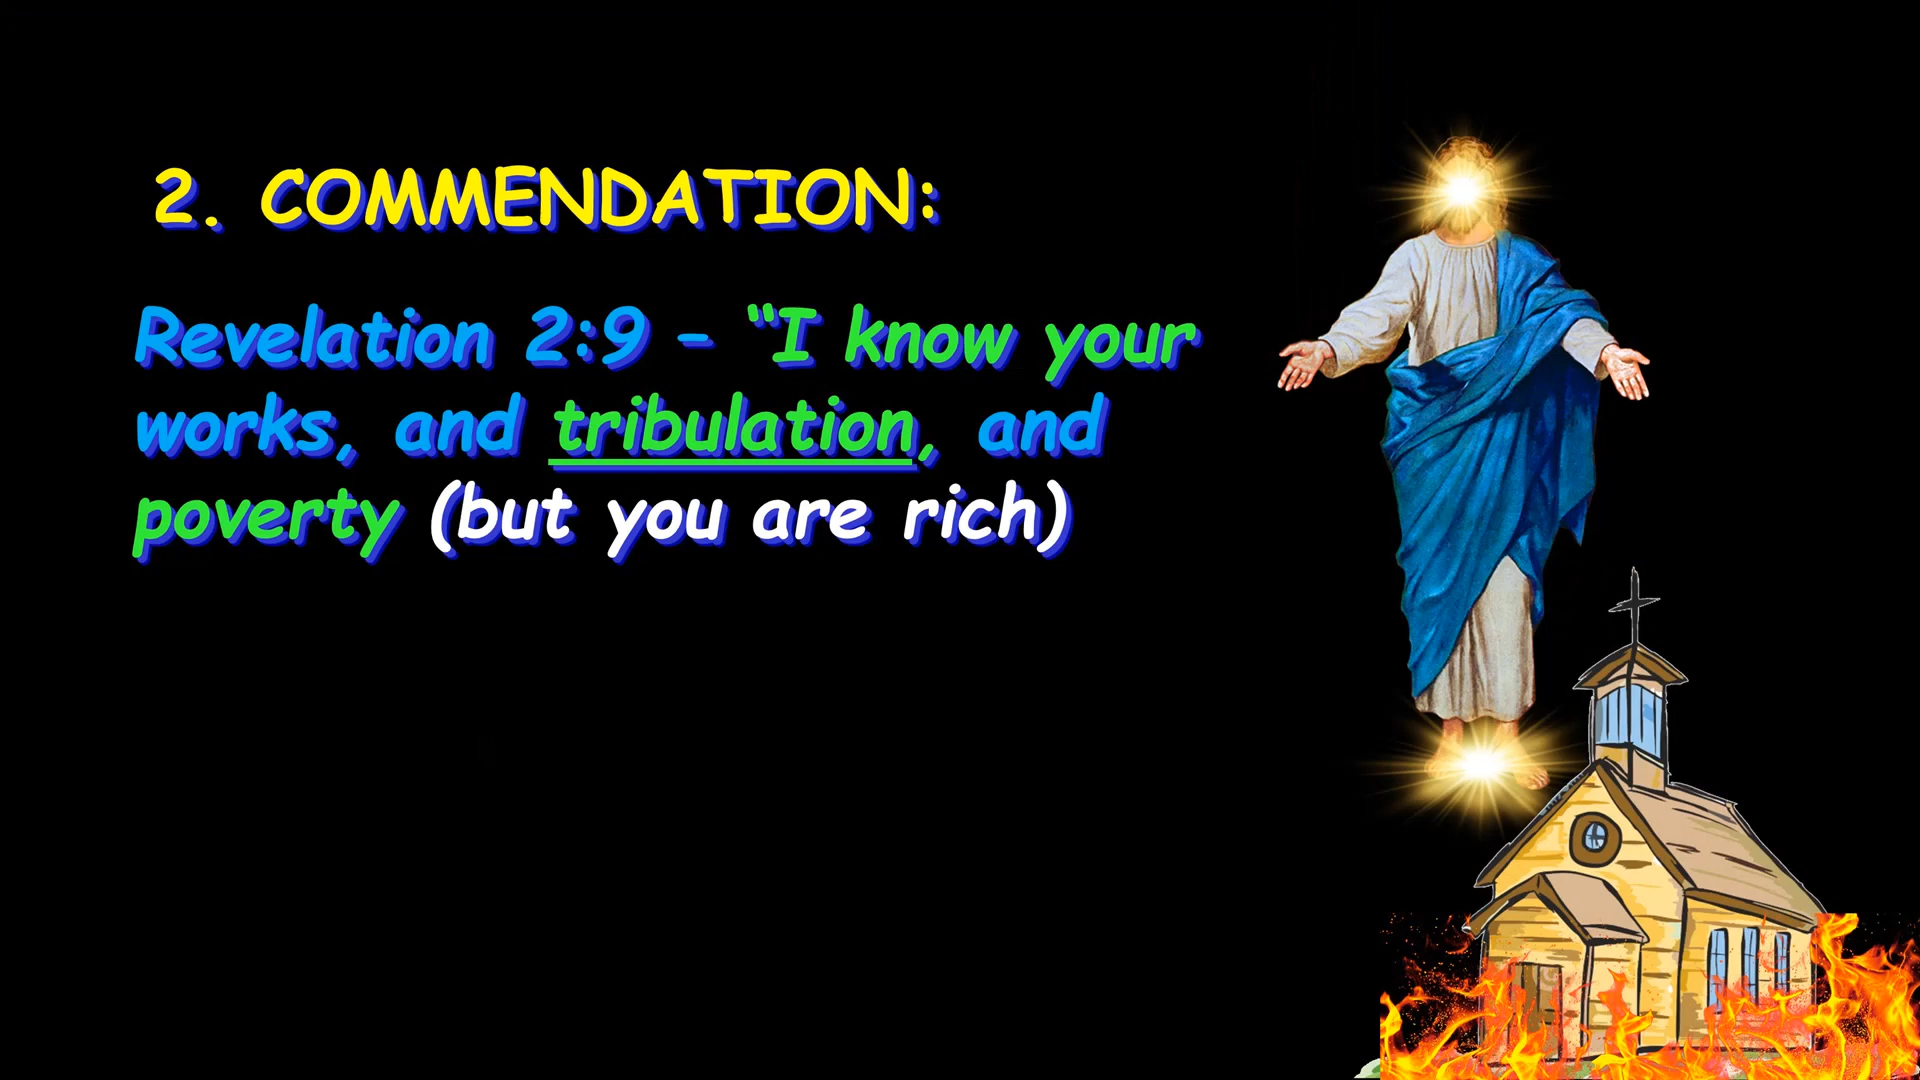 2. COMMENDATION:
Revelation 2:9 – “I know your
works, and tribulation, and
poverty (but you are rich)